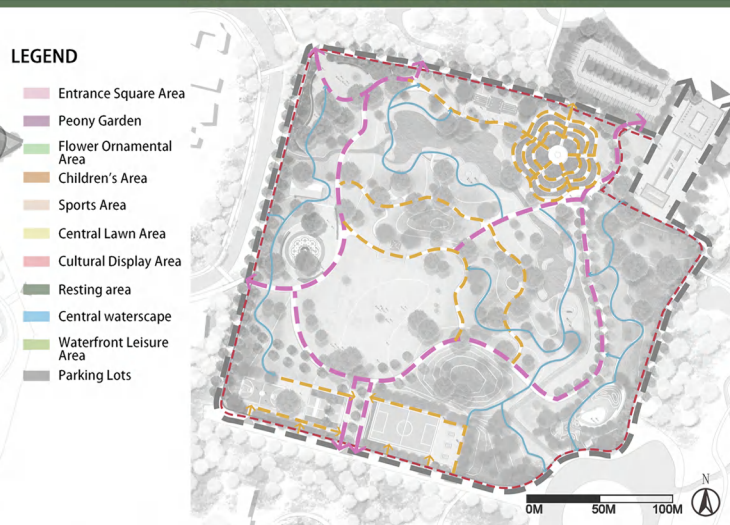 LEGEND
Entrance Square Area
Peony Garden
Flower Ornamental
Area
Children's Area
Sports Area
Central Lawn Area
Cultural Display Area
Resting area
Central waterscape
Waterfront Leisure
Area
Parking Lots
N
0M 50M 100M